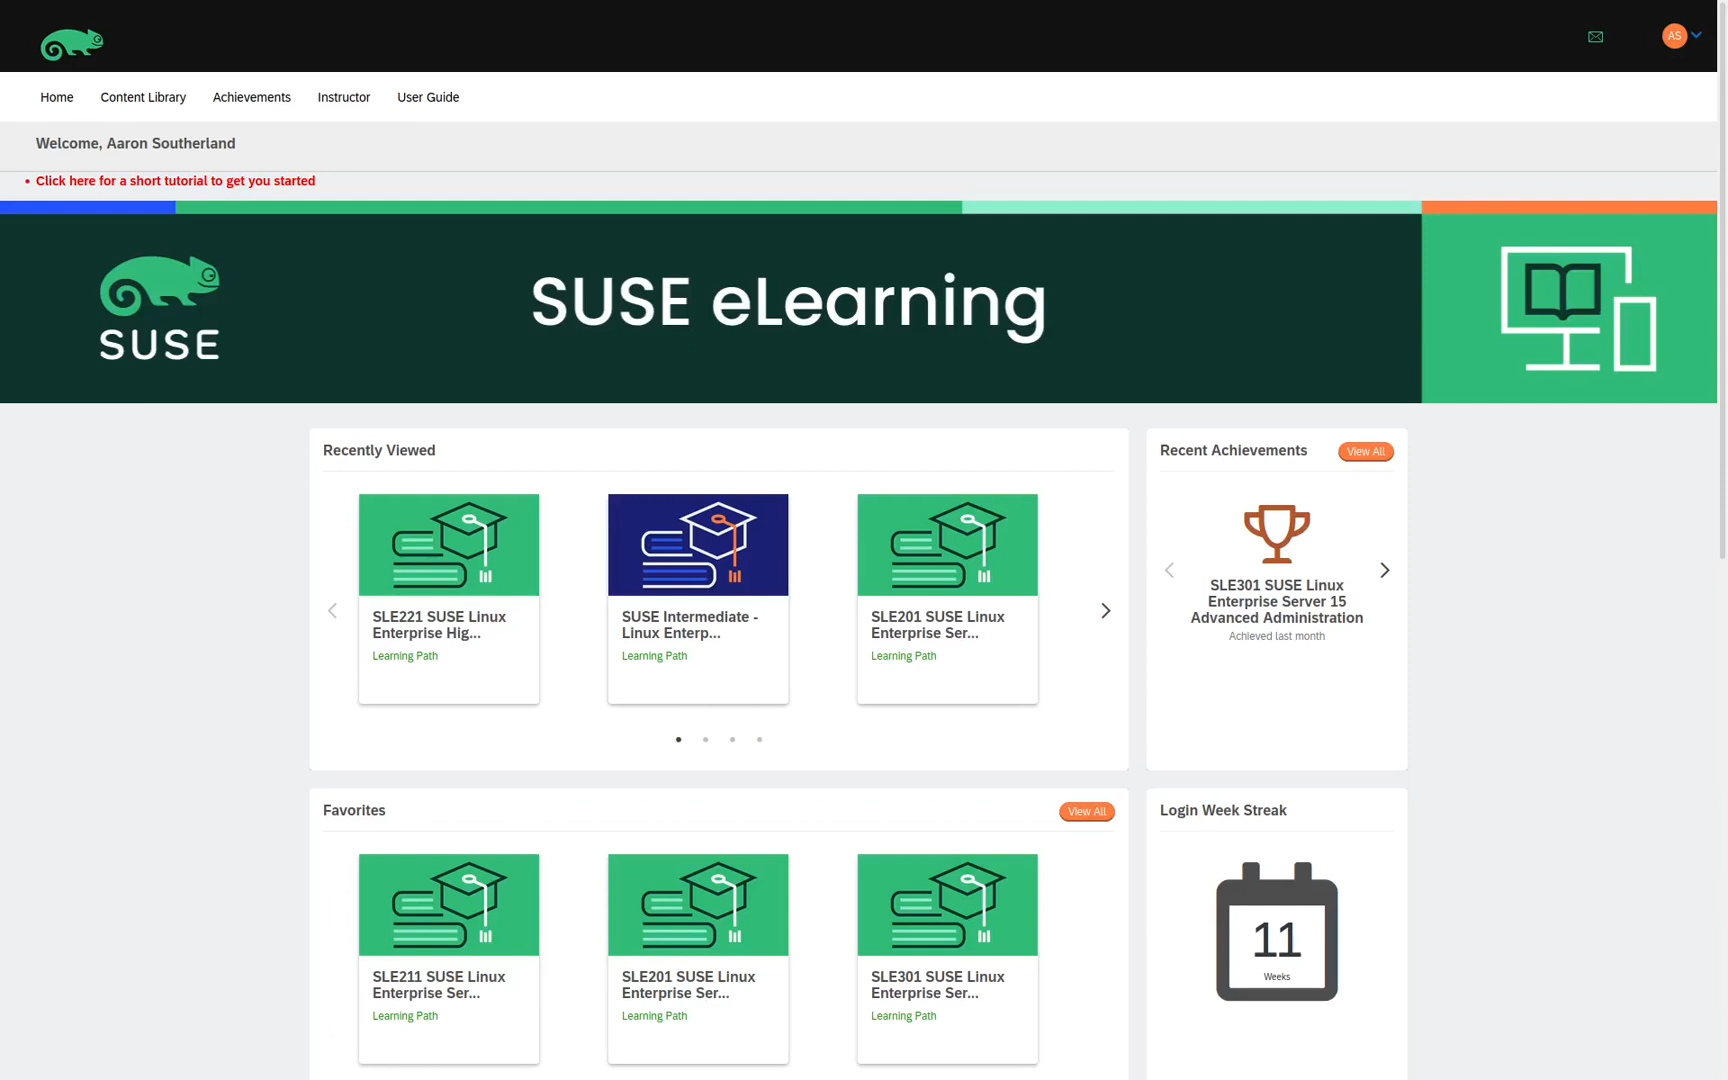 AS
Home Content Library Achievements Instructor User Guide
Welcome, Aaron Southerland
• Click here for a short tutorial to get you started
SUSE
SUSE eLearning
Recently Viewed
SLE221 SUSE Linux
Enterprise Hig...
Learning Path
SUSE Intermediate -
Linux Enterp...
Learning Path
SLE201 SUSE Linux
Enterprise Ser...
Learning Path
Recent Achievements
View All
SLE301 SUSE Linux
Enterprise Server 15
Advanced Administration
Achieved last month
Favorites
View All
SLE211 SUSE Linux
Enterprise Ser...
Learning Path
SLE201 SUSE Linux
Enterprise Ser...
Learning Path
SLE301 SUSE Linux
Enterprise Ser...
Learning Path
Login Week Streak
11
Weeks